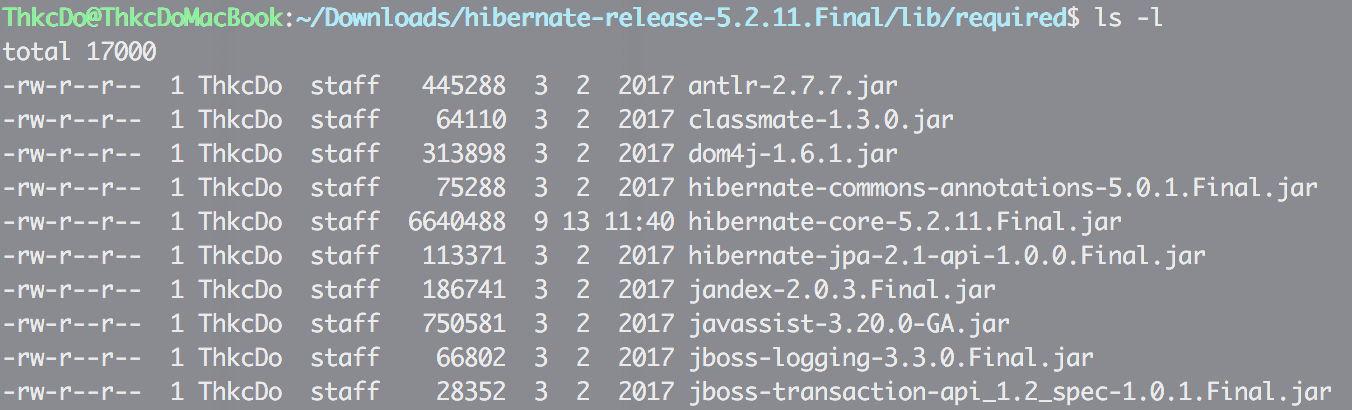 ThkcDo@ThkcDoMacBook:~/Downloads/hibernate-release-5.2.11.Final/lib/required$ ls -l
total 17000
-rw-r--r--  1 ThkcDo  staff   445288  3  2  2017 antlr-2.7.7.jar
-rw-r--r--  1 ThkcDo  staff    64110  3  2  2017 classmate-1.3.0.jar
-rw-r--r--  1 ThkcDo  staff   313898  3  2  2017 dom4j-1.6.1.jar
-rw-r--r--  1 ThkcDo  staff    75288  3  2  2017 hibernate-commons-annotations-5.0.1.Final.jar
-rw-r--r--  1 ThkcDo  staff  6640488  9 13 11:40 hibernate-core-5.2.11.Final.jar
-rw-r--r--  1 ThkcDo  staff   113371  3  2  2017 hibernate-jpa-2.1-api-1.0.0.Final.jar
-rw-r--r--  1 ThkcDo  staff   186741  3  2  2017 jandex-2.0.3.Final.jar
-rw-r--r--  1 ThkcDo  staff   750581  3  2  2017 javassist-3.20.0-GA.jar
-rw-r--r--  1 ThkcDo  staff    66802  3  2  2017 jboss-logging-3.3.0.Final.jar
-rw-r--r--  1 ThkcDo  staff    28352  3  2  2017 jboss-transaction-api_1.2_spec-1.0.1.Final.jar